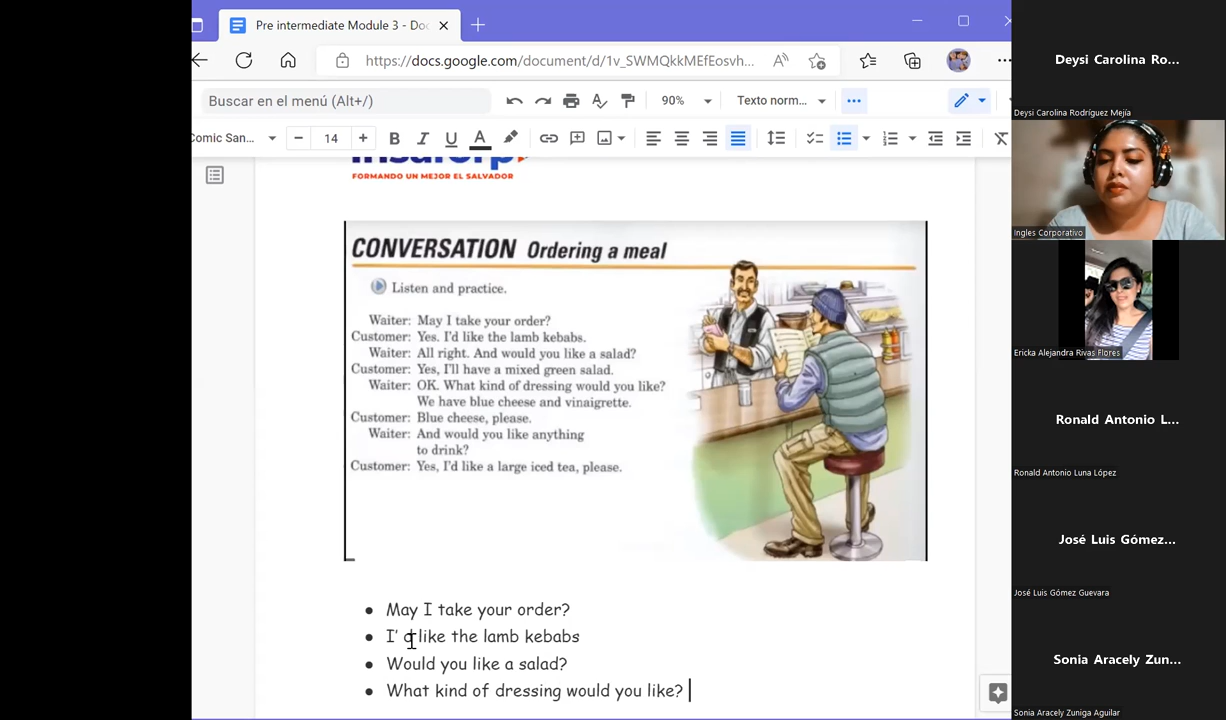 Pre intermediate Module 3 - Doc
https://docs.google.com/document/d/1v_SWMQkkMEfEosvh...
Buscar en el menú (Alt+/)
90%
Texto norm...
Comic San...
14
FORMANDO UN MEJOR EL SALVADOR
CONVERSATION Ordering a meal
Listen and practice.
Waiter: May I take your order?
Customer: Yes. I'd like the lamb kebabs.
Waiter: All right. And would you like a salad?
Customer: Yes, I'll have a mixed green salad.
Waiter: OK. What kind of dressing would you like?
We have blue cheese and vinaigrette.
Customer: Blue cheese, please.
Waiter: And would you like anything
to drink?
Customer: Yes, I'd like a large iced tea, please.
• May I take your order?
• I' d like the lamb kebabs
• Would you like a salad?
• What kind of dressing would you like?
Deysi Carolina Ro...
Deysi Carolina Rodríguez Mejía
Ingles Corporativo
Ericka Alejandra Rivas Flores
Ronald Antonio L...
Ronald Antonio Luna López
José Luis Gómez...
José Luis Gómez Guevara
Sonia Aracely Zun...
Sonia Aracely Zuniga Aguilar